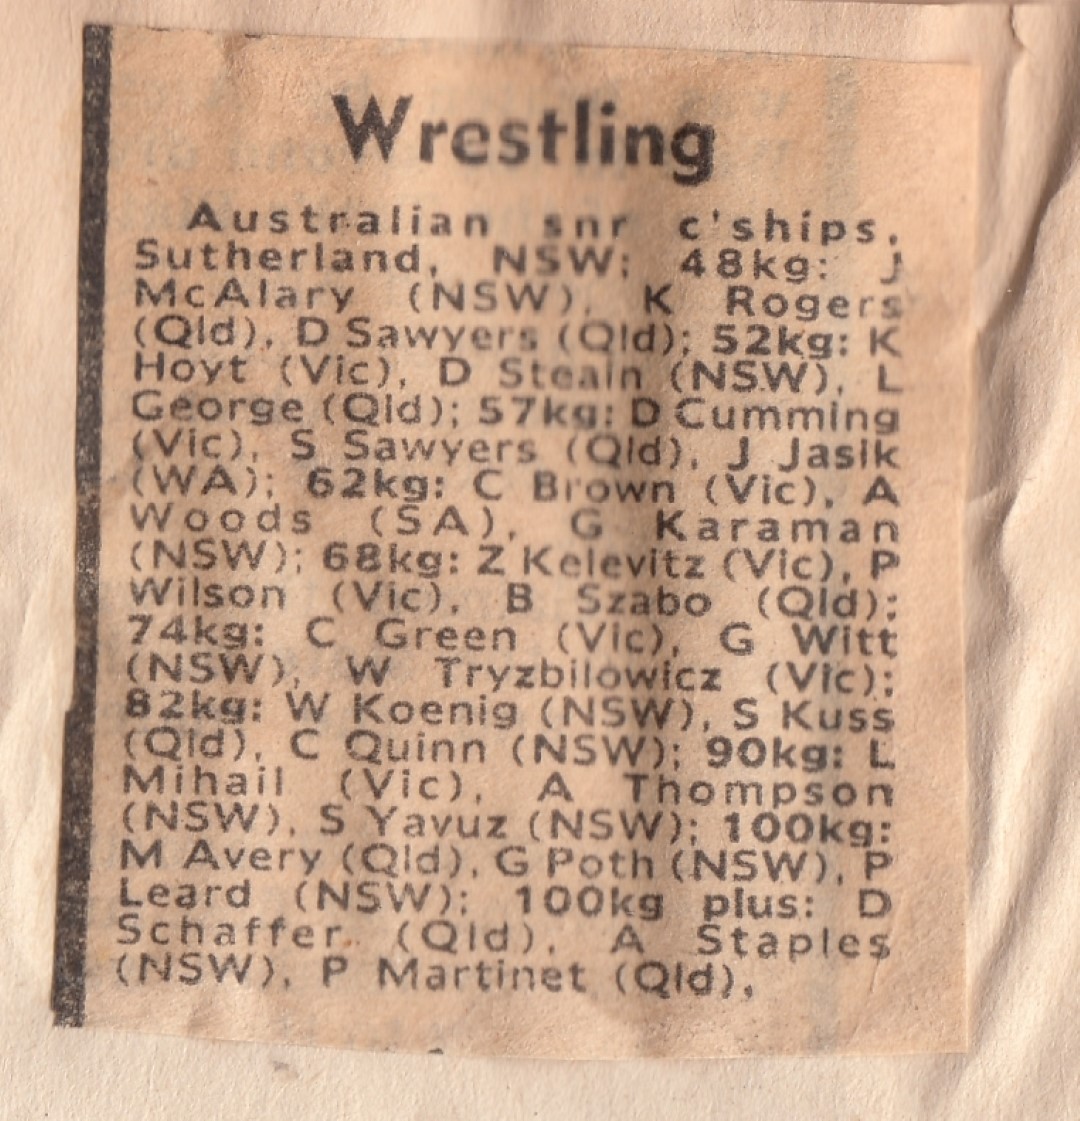 Wrestling
Australian snr c'ships,
Sutherland, NSW: 48kg: J
McAlary (NSW), K Rogers
(Qld), D Sawyers (Qld); 52kg: K
Hoyt (Vic), D Steain (NSW), L
George (Qld); 57kg: D Cumming
(Vic), S Sawyers (Qld), J Jasik
(WA); 62kg: C Brown (Vic), A
Woods (SA), G Karaman
(NSW); 68kg: Z Kelevitz (Vic), P
Wilson (Vic), B Szabo (Qld);
74kg: C Green (Vic), G Witt
(NSW), W Tryzbilowicz (Vic);
82kg: W Koenig (NSW), S Kuss
(Qld), C Quinn (NSW); 90kg: L
Mihail (Vic), A Thompson
(NSW), S Yavuz (NSW); 100kg:
M Avery (Qld), G Poth (NSW), P
Leard (NSW); 100kg plus: D
Schaffer (Qld), A Staples
(NSW), P Martinet (Qld),